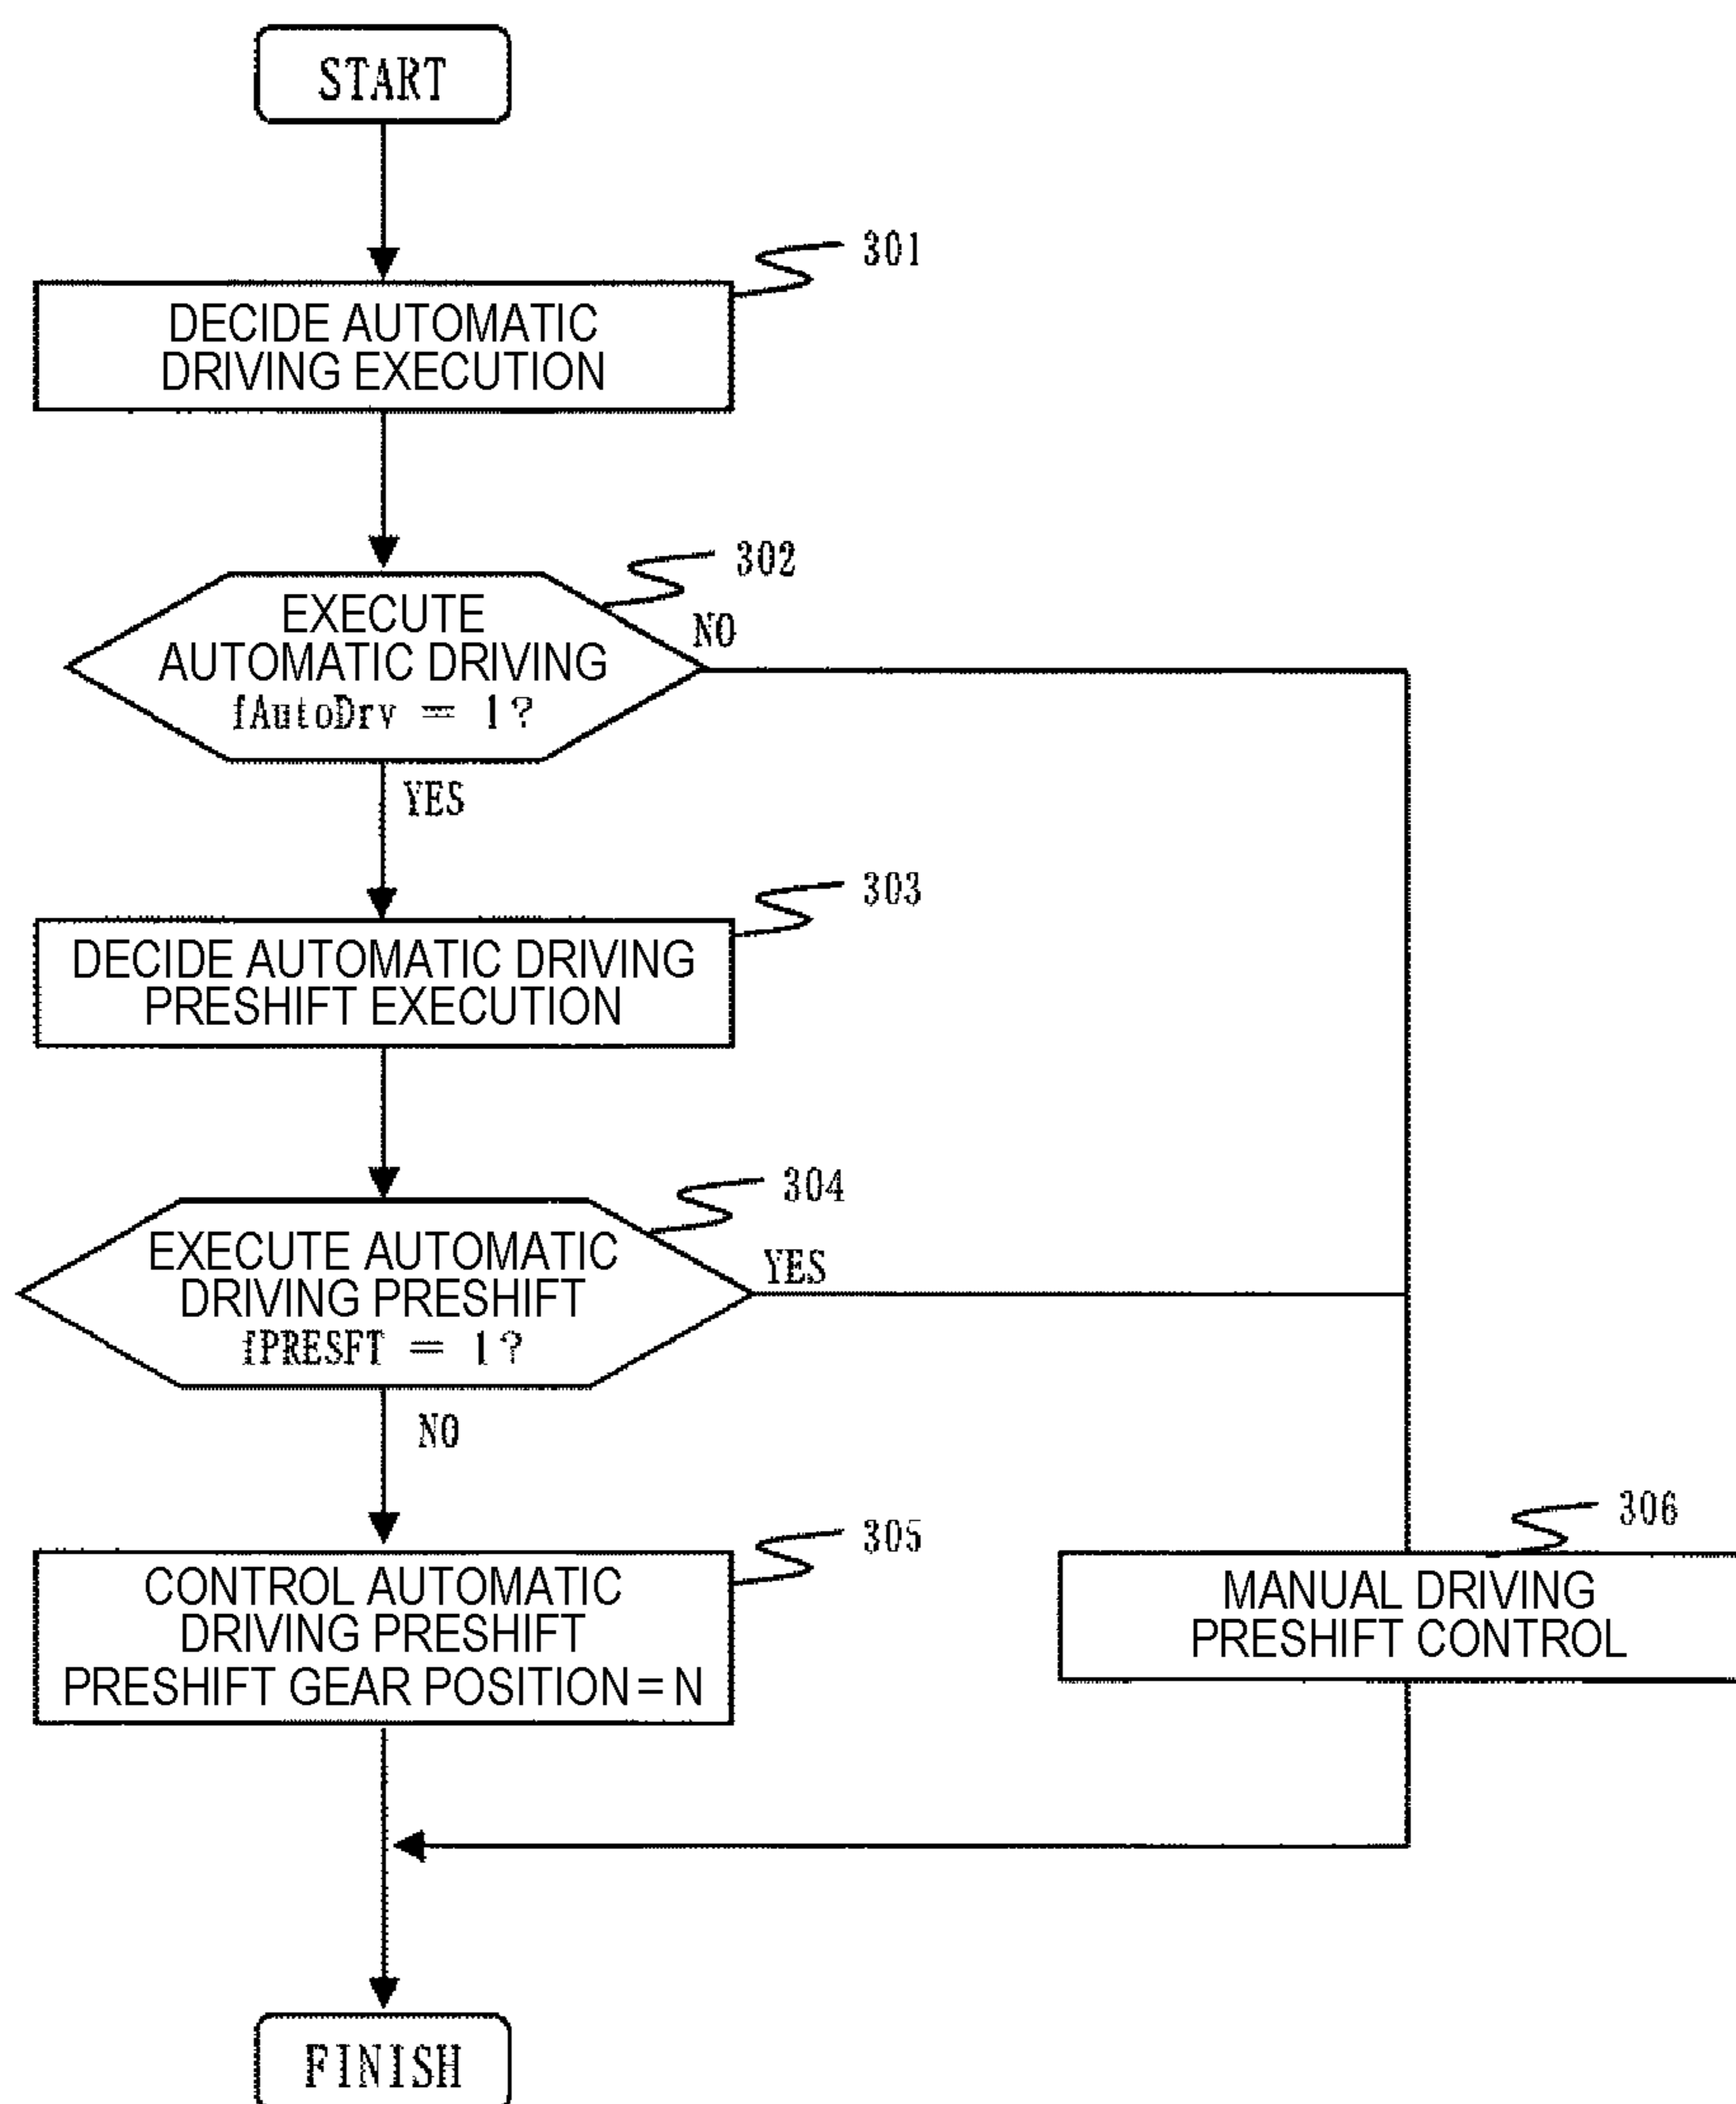 START
301
DECIDE AUTOMATIC
DRIVING EXECUTION
302
EXECUTE
AUTOMATIC DRIVING
fAutoDrv = 1?
NO
YES
303
DECIDE AUTOMATIC DRIVING
PRESHIFT EXECUTION
304
EXECUTE AUTOMATIC
DRIVING PRESHIFT
fPRESFT = 1?
YES
NO
305
CONTROL AUTOMATIC
DRIVING PRESHIFT
PRESHIFT GEAR POSITION = N
306
MANUAL DRIVING
PRESHIFT CONTROL
FINISH